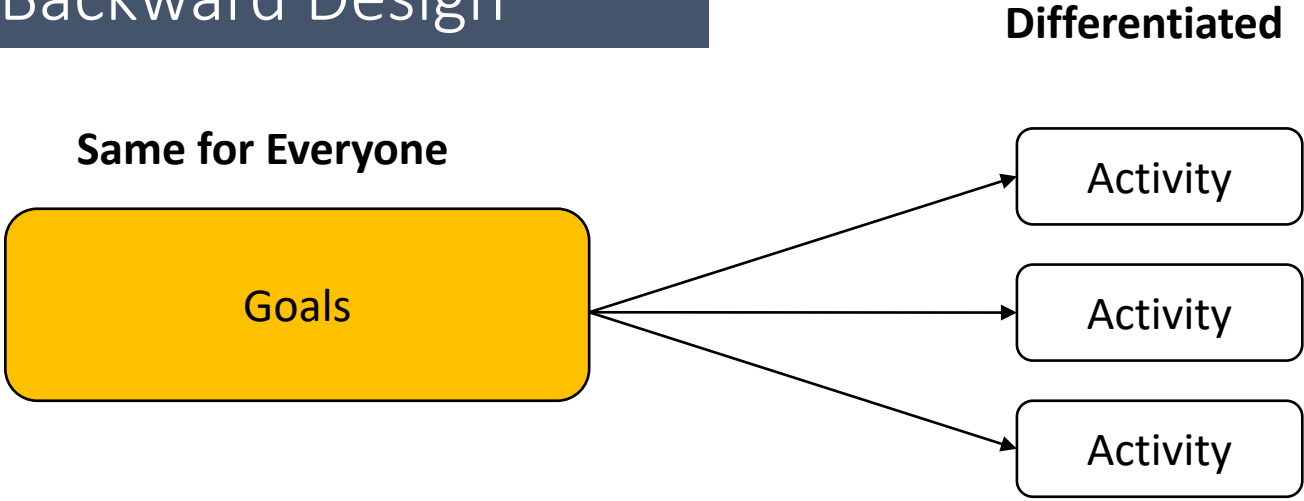 Backward Design
Differentiated
Same for Everyone
Goals
Activity
Activity
Activity